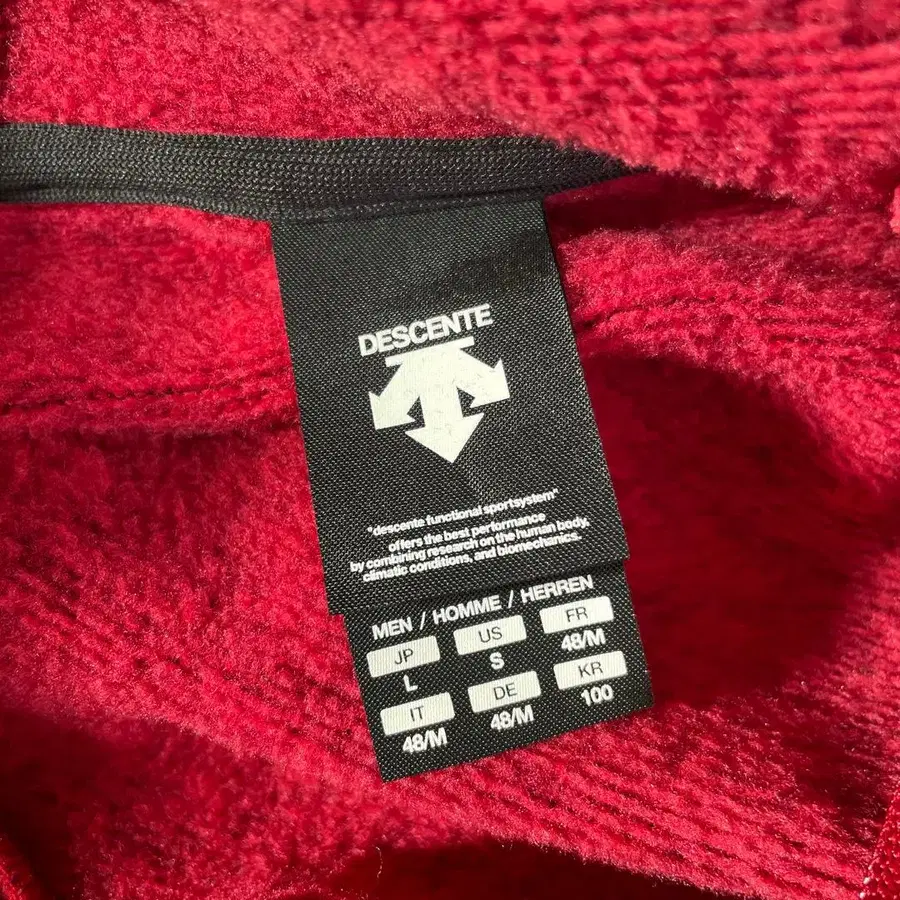 DESCENTE
"descente functional sportsystem"
offers the best performance
by combining research on the human body,
climatic conditions, and biomechanics.
MEN / HOMME / HERREN
JP US FR
L S 48/M
IT DE KR
48/M 48/M 100